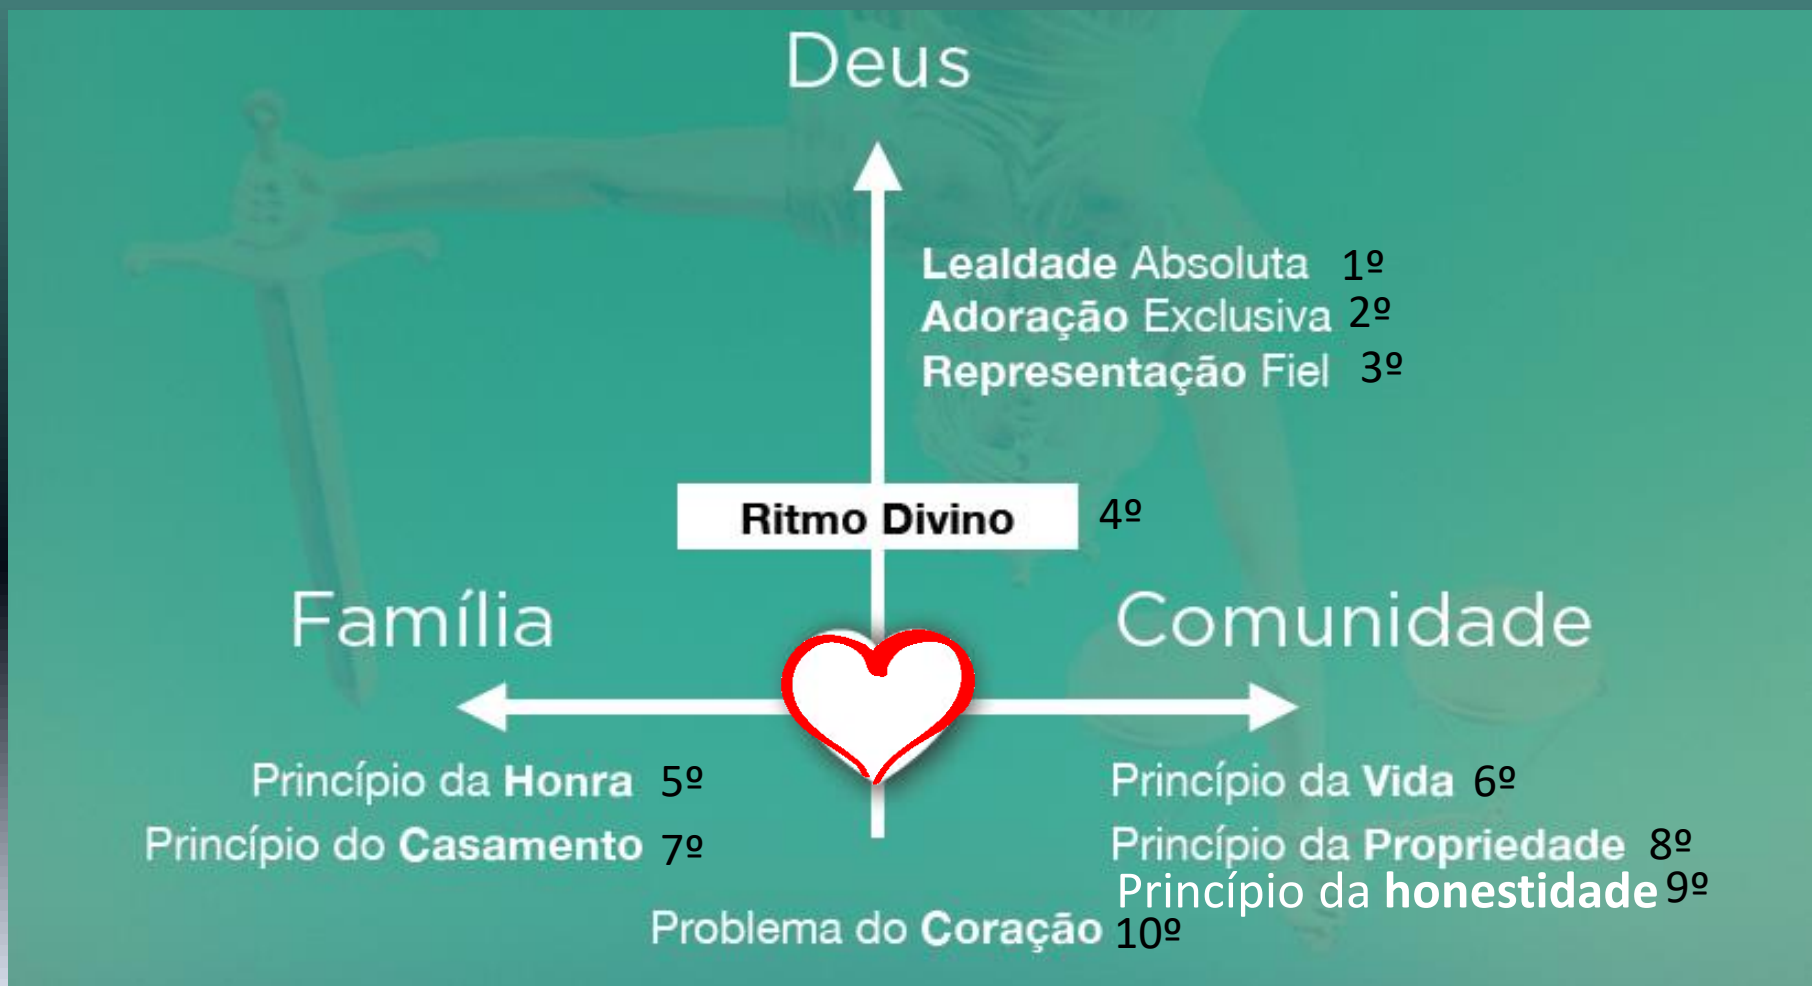 Deus
Lealdade Absoluta 1º
Adoração Exclusiva 2º
Representação Fiel 3º
Ritmo Divino 4º
Família
Comunidade
Princípio da Honra 5º
Princípio do Casamento 7º
Princípio da Vida 6º
Princípio da Propriedade 8º
Princípio da honestidade 9º
Problema do Coração 10º